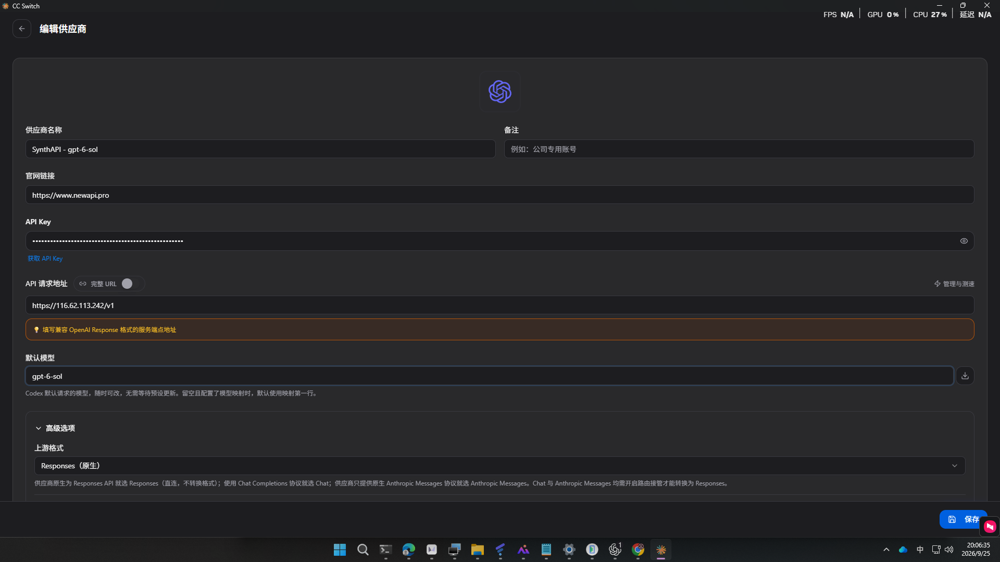 CC Switch
FPS N/A GPU 0% CPU 27% 延迟 N/A
编辑供应商
供应商名称
备注
SynthAPI - gpt-6-sol
例如：公司专用账号
官网链接
https://www.newapi.pro
API Key
••••••••••••••••••••••••••••••••••••••••••••••••••••
获取 API Key
API 请求地址
完整 URL
管理与测速
https://116.62.113.242/v1
填写兼容 OpenAI Response 格式的服务端点地址
默认模型
gpt-6-sol
Codex 默认请求的模型，随时可改，无需等待预设更新。留空且配置了模型映射时，默认使用映射第一行。
高级选项
上游格式
Responses（原生）
供应商原生为 Responses API 就选 Responses（直连，不转换格式）；使用 Chat Completions 协议就选 Chat；供应商只提供原生 Anthropic Messages 协议就选 Anthropic Messages。Chat 与 Anthropic Messages 均需开启路由接管才能转换为 Responses。
保存
1
中
20:06:35
2026/9/25